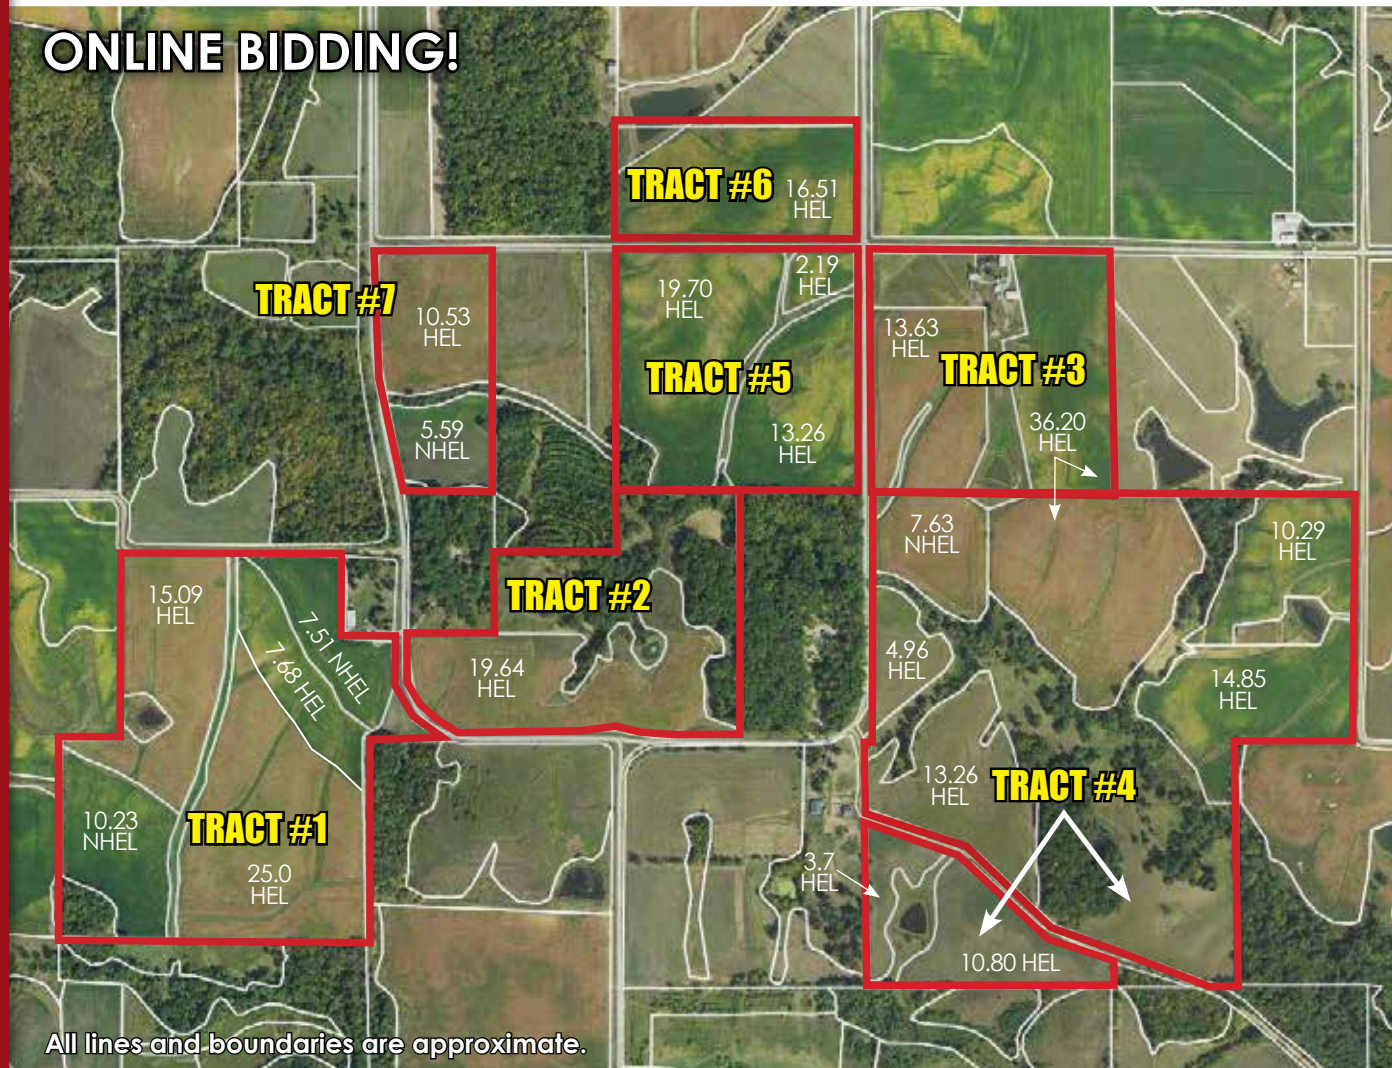 ONLINE BIDDING!
TRACT #6
16.51
HEL
TRACT #7
10.53
HEL
5.59
NHEL
19.70
HEL
2.19
HEL
TRACT #5
13.26
HEL
13.63
HEL
TRACT #3
36.20
HEL
7.63
NHEL
10.29
HEL
15.09
HEL
7.51 NHEL
7.68 HEL
TRACT #2
19.64
HEL
4.96
HEL
14.85
HEL
13.26
HEL
TRACT #4
10.23
NHEL
TRACT #1
25.0
HEL
3.7
HEL
10.80 HEL
All lines and boundaries are approximate.